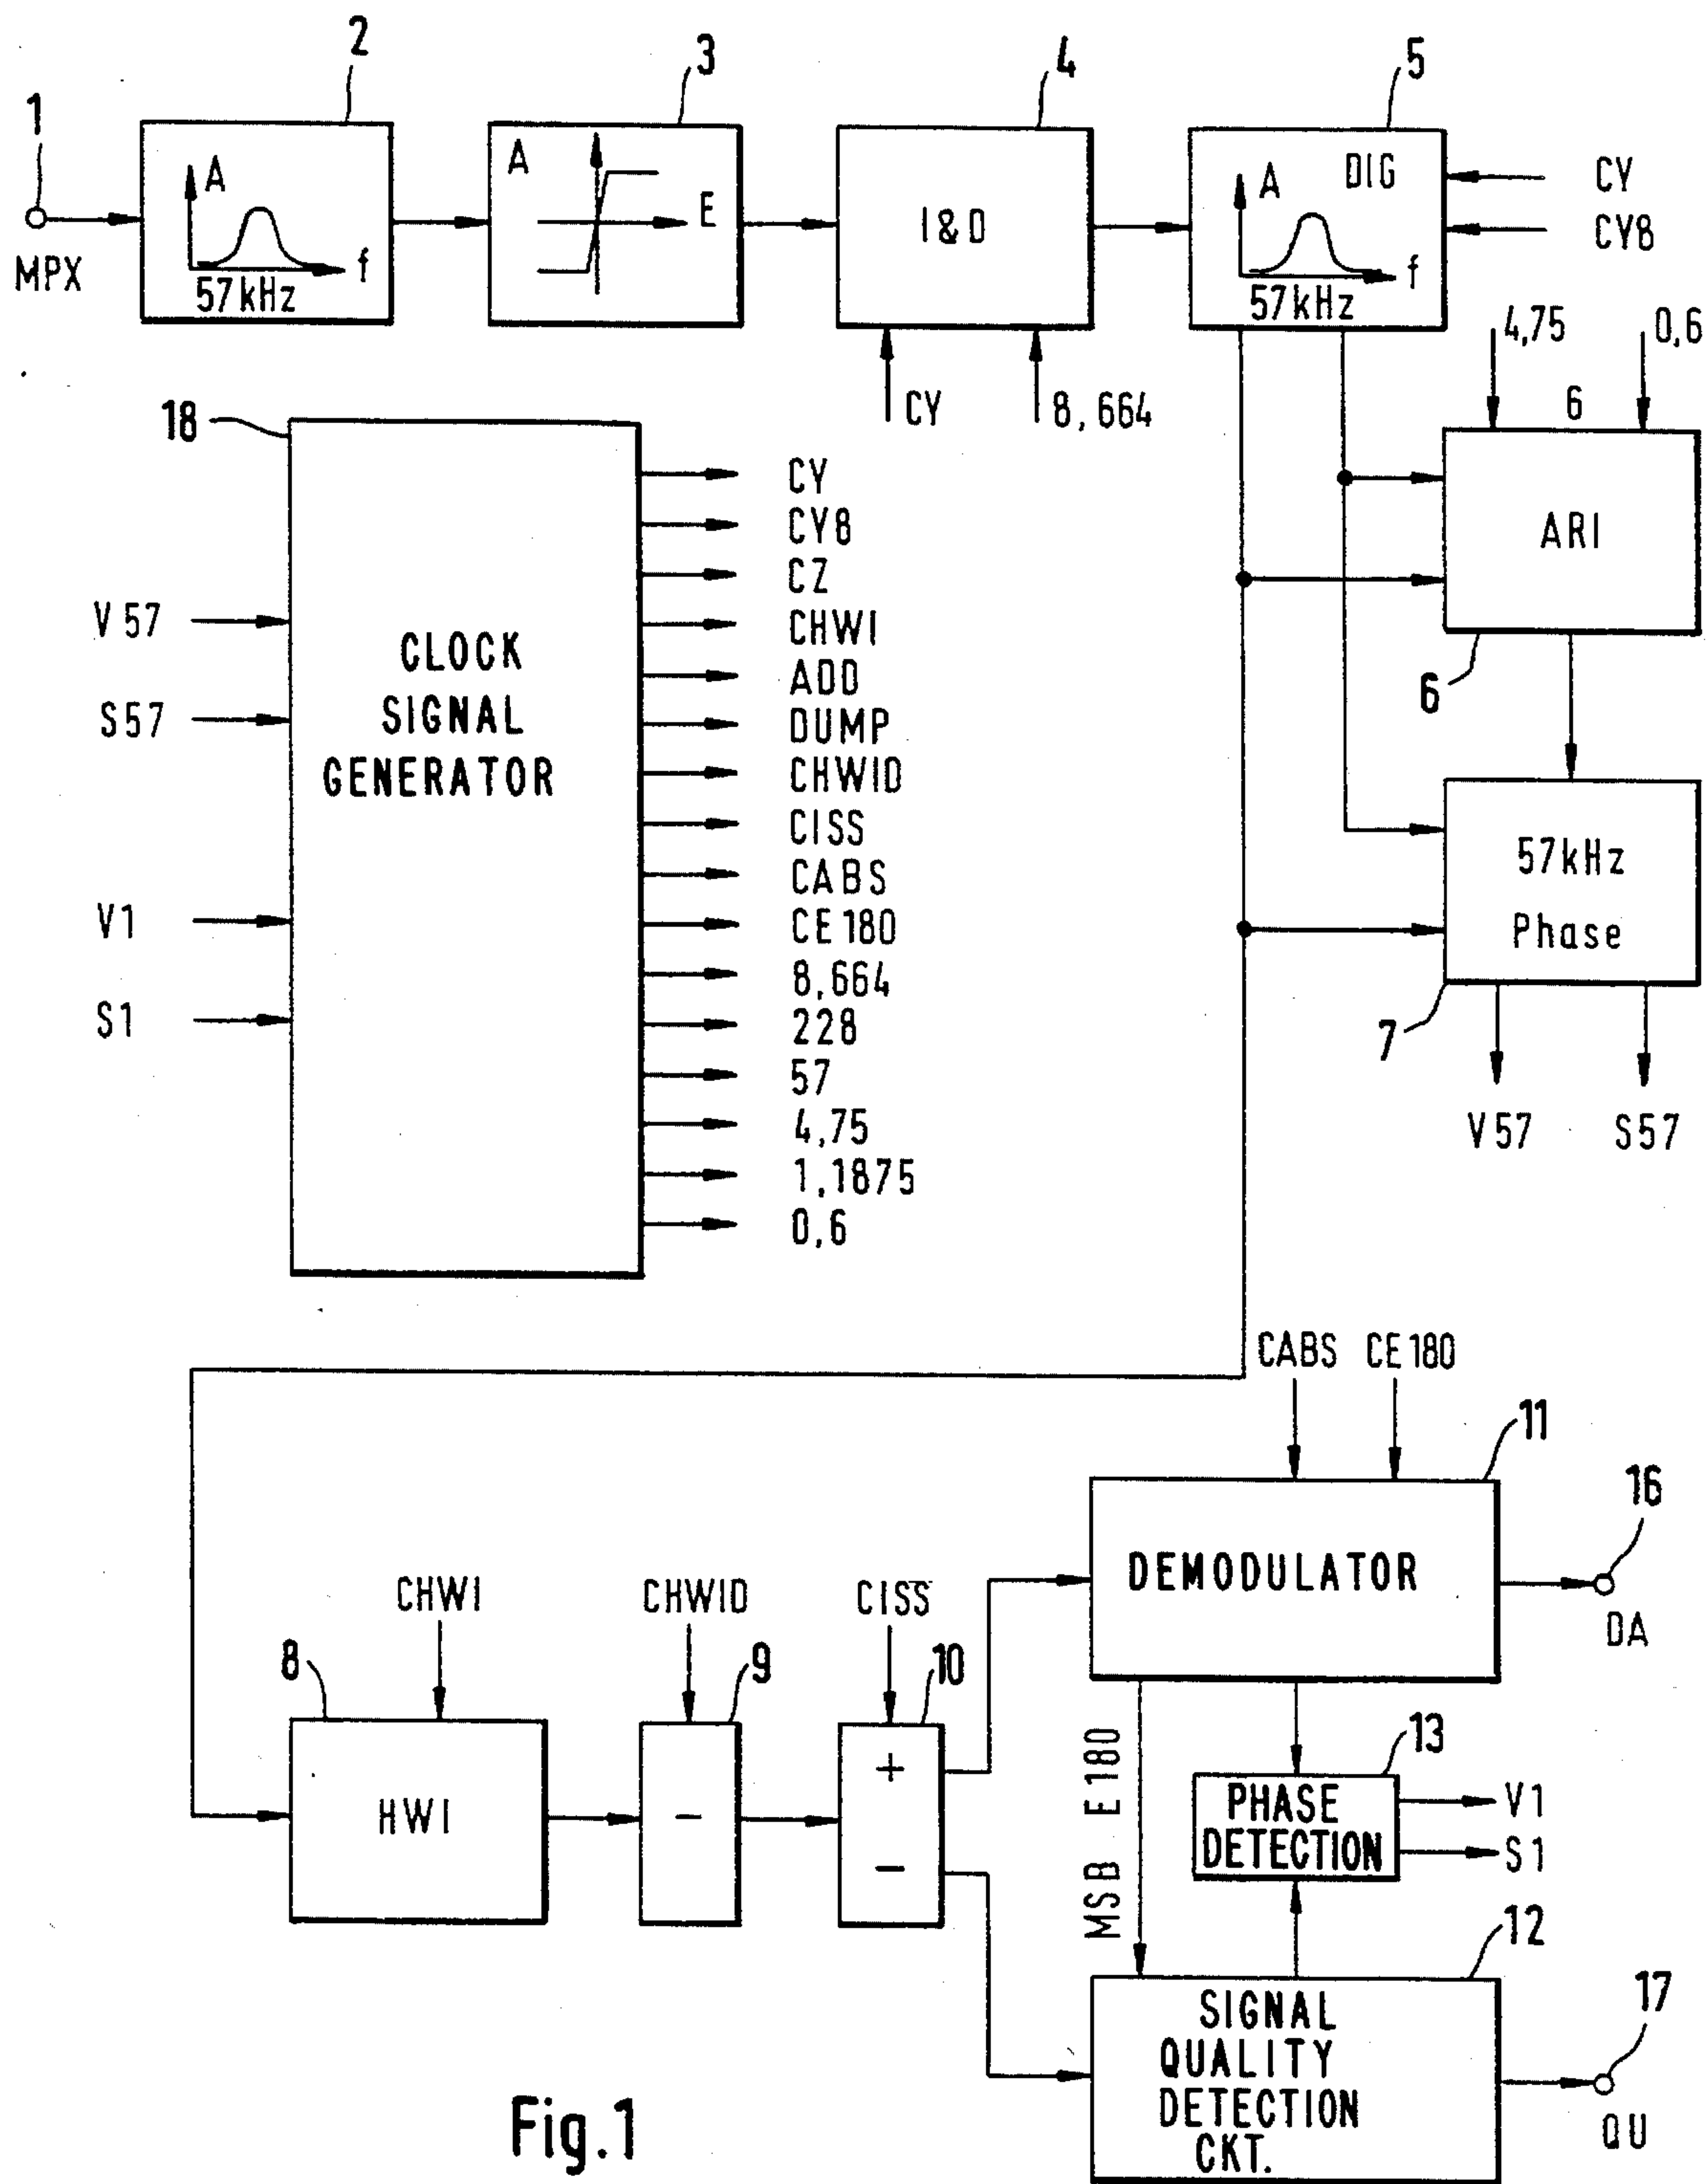 1
MPX
2
A
f
57kHz
3
A
E
4
I&D
CY
8,664
5
DIG
A
f
57kHz
CY
CY8
4,75
0,6
6
ARI
6
57kHz
Phase
7
V57
S57
18
CLOCK
SIGNAL
GENERATOR
V57
S57
V1
S1
CY
CY8
CZ
CHWI
ADD
DUMP
CHWID
CISS
CABS
CE180
8,664
228
57
4,75
1,1875
0,6
CABS
CE180
11
DEMODULATOR
16
DA
CHWI
8
HWI
CHWID
9
-
CISS
10
+
-
MSB E180
13
PHASE
DETECTION
V1
S1
12
SIGNAL
QUALITY
DETECTION
CKT.
17
QU
Fig.1